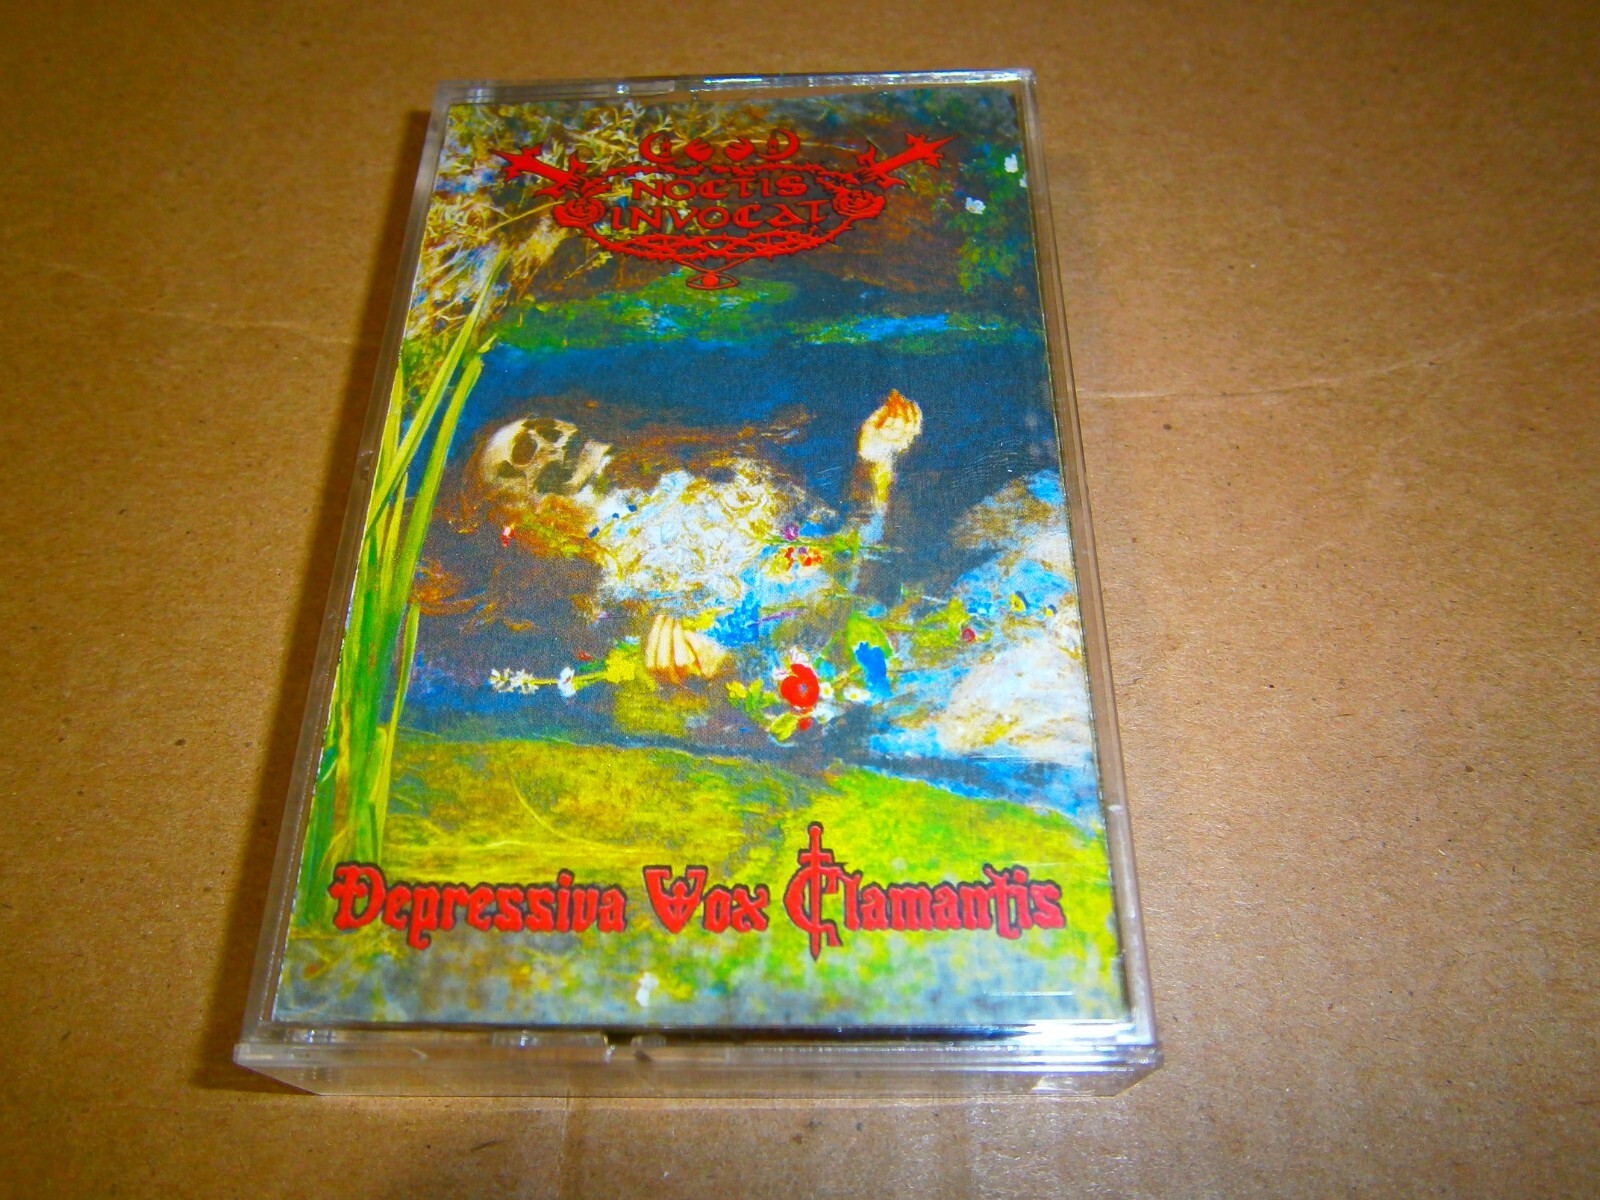 NOCTIS
INVOCAT
Depressiva Vox Clamantis